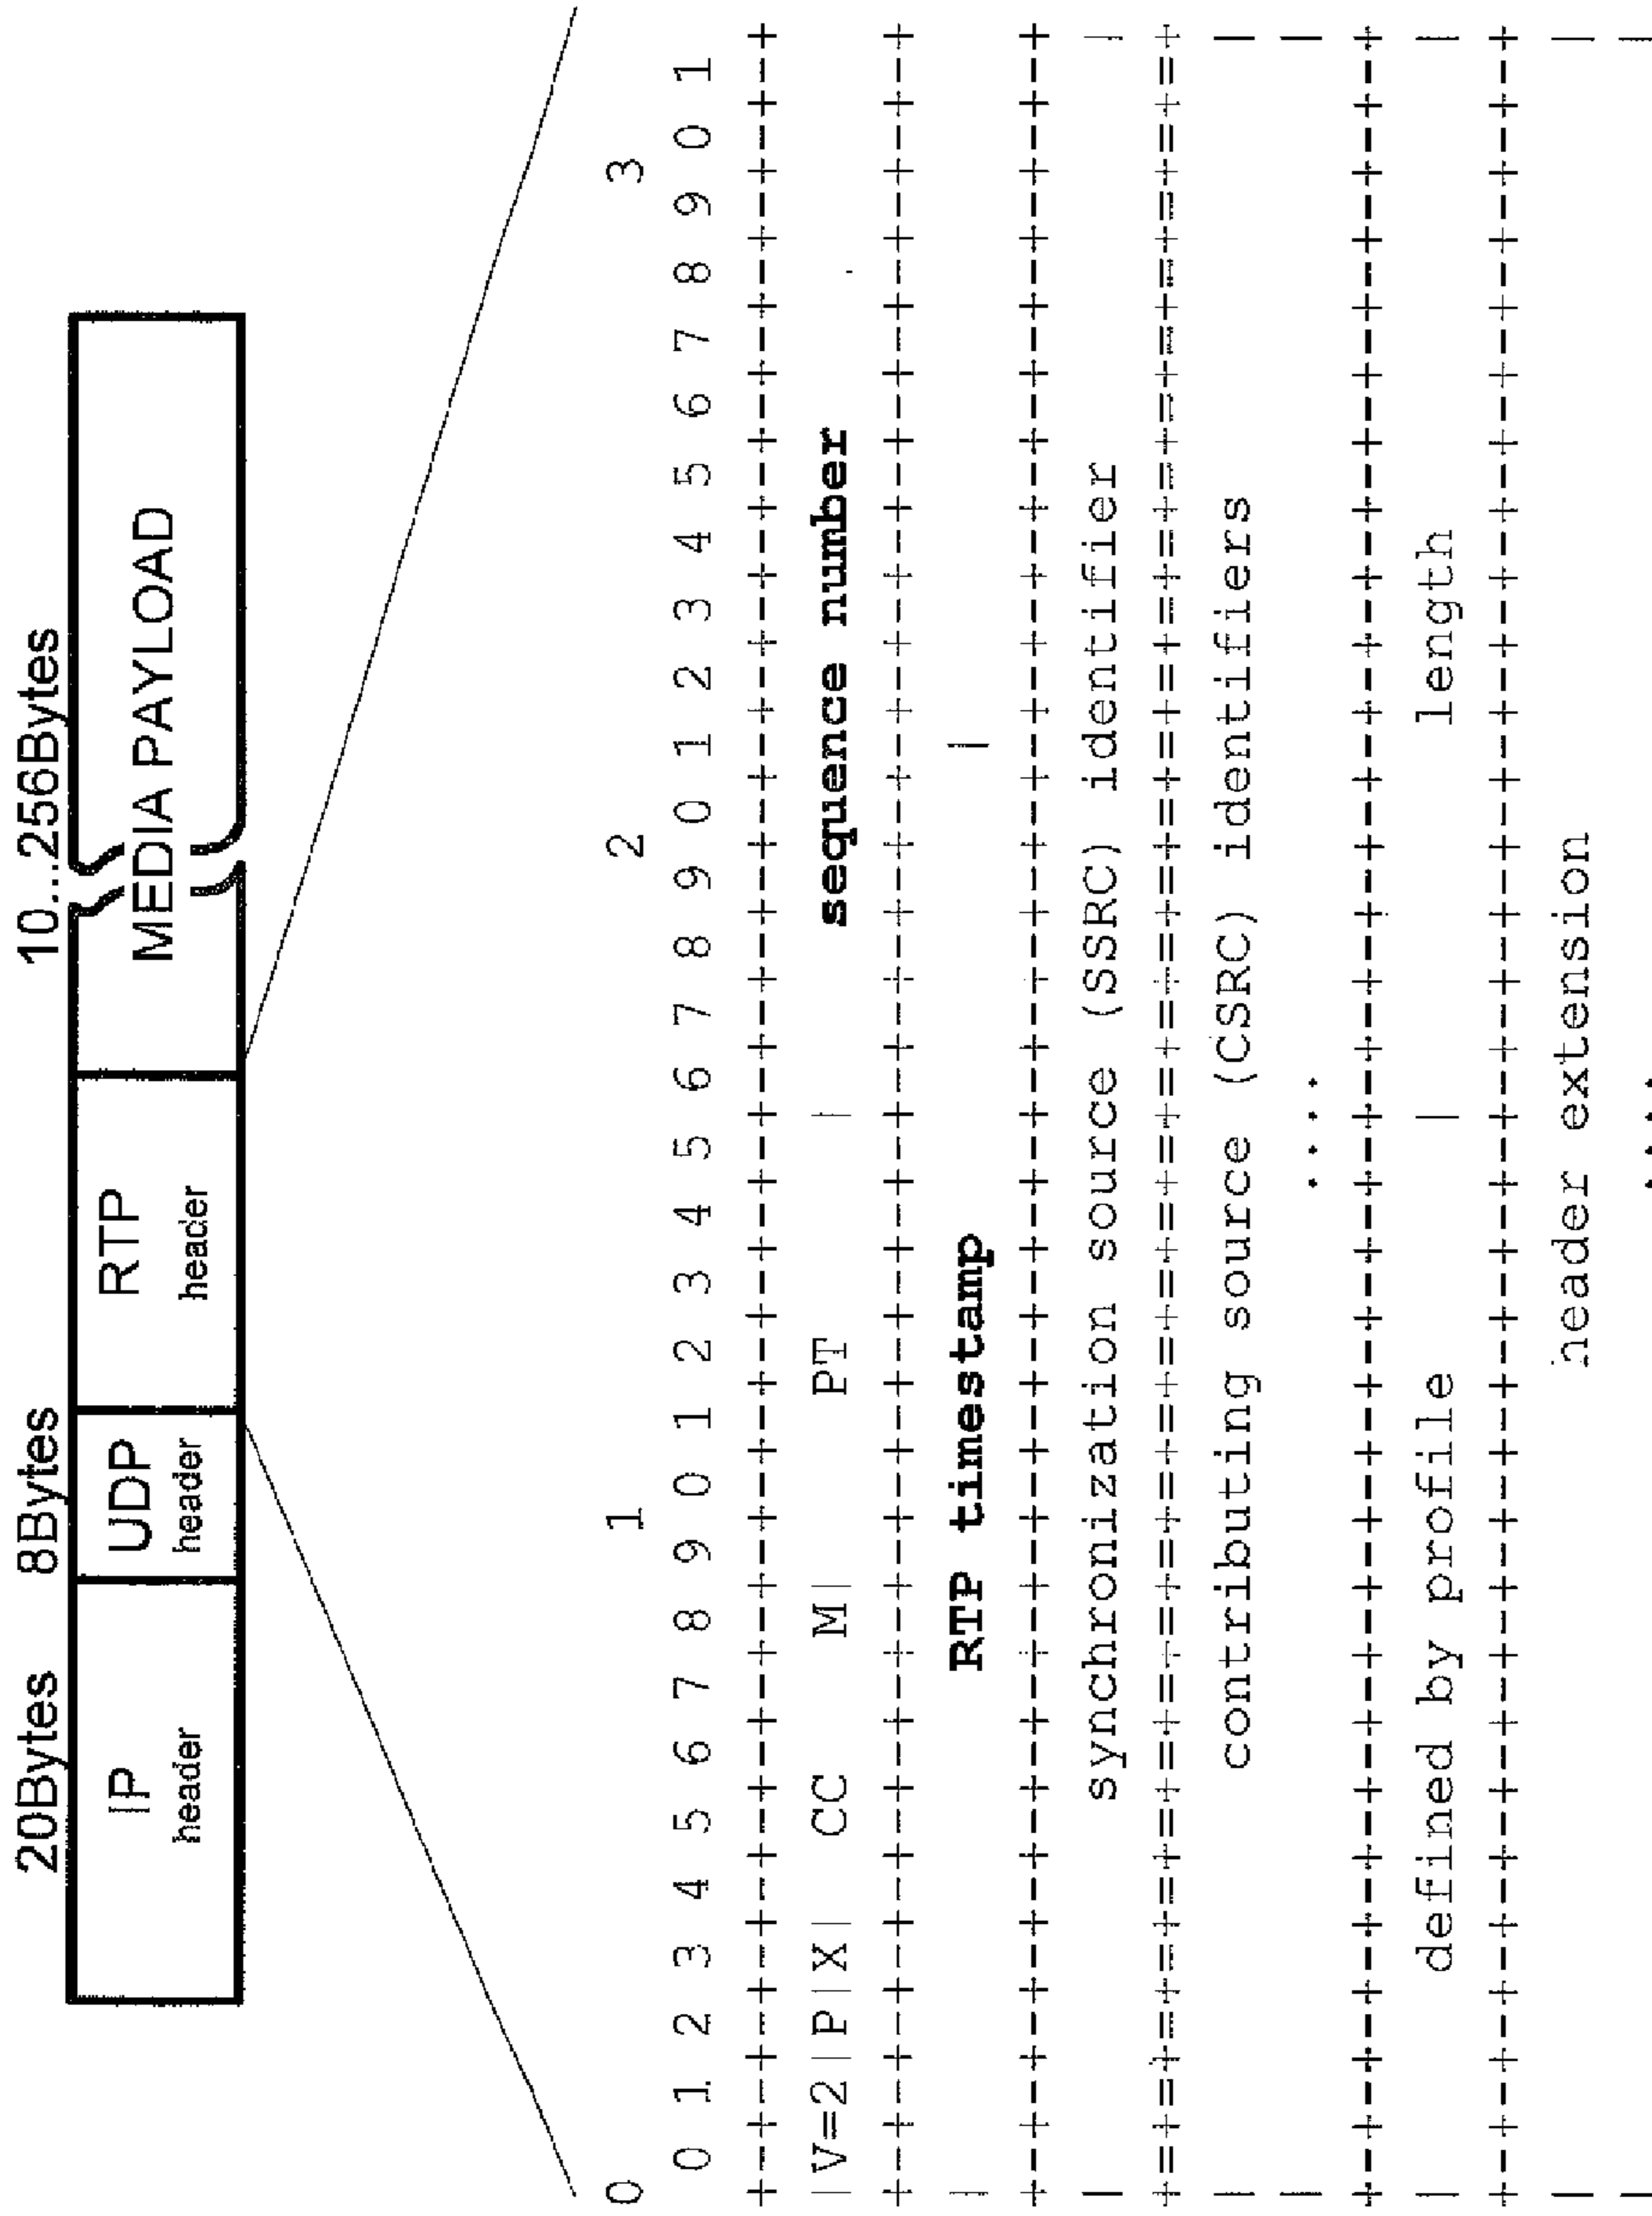 20Bytes 8Bytes 10...256Bytes
IP header UDP header RTP header MEDIA PAYLOAD
0 1 2 3
0 1 2 3 4 5 6 7 8 9 0 1 2 3 4 5 6 7 8 9 0 1 2 3 4 5 6 7 8 9 0 1
+-+-+-+-+-+-+-+-+-+-+-+-+-+-+-+-+-+-+-+-+-+-+-+-+-+-+-+-+-+-+-+-+
|V=2|P|X| CC M| PT | sequence number
+-+-+-+-+-+-+-+-+-+-+-+-+-+-+-+-+-+-+-+-+-+-+-+-+-+-+-+-+-+-+-+-+
| RTP timestamp |
+-+-+-+-+-+-+-+-+-+-+-+-+-+-+-+-+-+-+-+-+-+-+-+-+-+-+-+-+-+-+-+-+
| synchronization source (SSRC) identifier |
+=+=+=+=+=+=+=+=+=+=+=+=+=+=+=+=+=+=+=+=+=+=+=+=+=+=+=+=+=+=+=+=+
| contributing source (CSRC) identifiers |
| .... |
+-+-+-+-+-+-+-+-+-+-+-+-+-+-+-+-+-+-+-+-+-+-+-+-+-+-+-+-+-+-+-+-+
| defined by profile | length |
+-+-+-+-+-+-+-+-+-+-+-+-+-+-+-+-+-+-+-+-+-+-+-+-+-+-+-+-+-+-+-+-+
| header extension |
| .... |